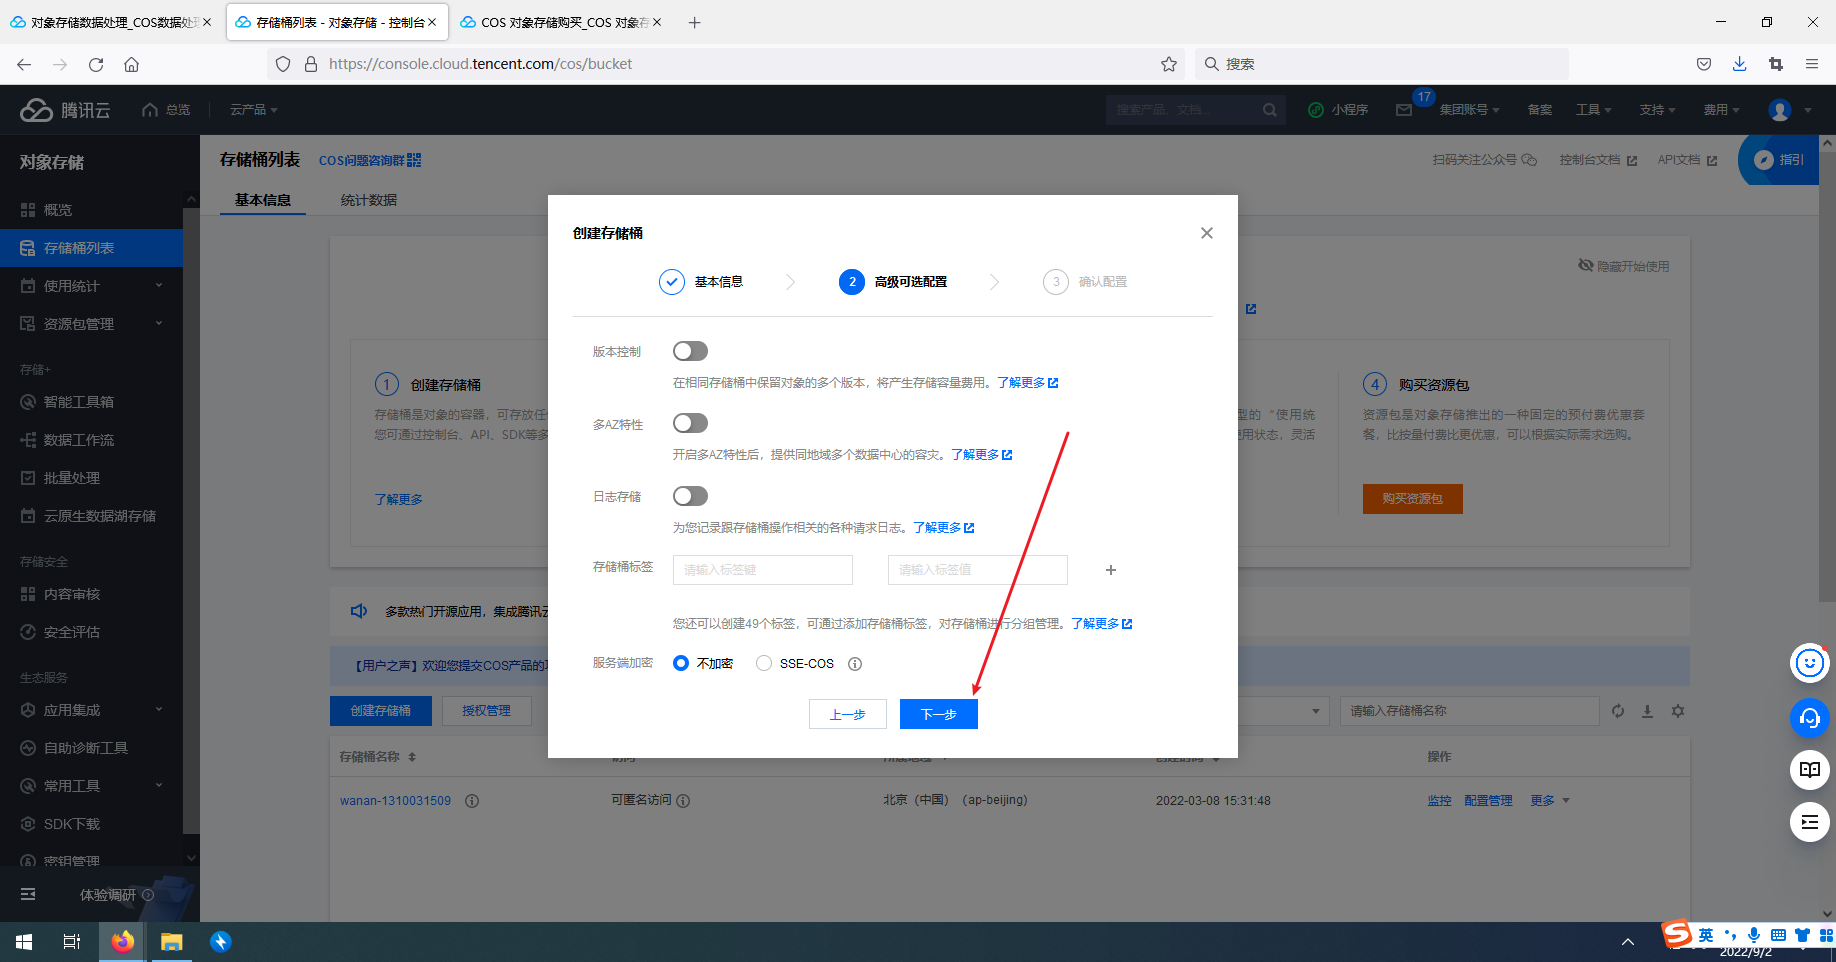 对象存储数据处理_COS数据处理
存储桶列表 - 对象存储 - 控制台
COS 对象存储购买_COS 对象存
https://console.cloud.tencent.com/cos/bucket
搜索
腾讯云
总览
云产品
搜索产品、文档...
小程序
17
集团账号
备案
工具
支持
费用
对象存储
存储桶列表
COS问题咨询群
扫码关注公众号
控制台文档
API文档
指引
基本信息
统计数据
概览
存储桶列表
使用统计
资源包管理
存储+
智能工具箱
数据工作流
批量处理
云原生数据湖存储
存储安全
内容审核
安全评估
生态服务
应用集成
自助诊断工具
常用工具
SDK下载
密钥管理
体验调研
隐藏开始使用
1 创建存储桶
存储桶是对象的容器，可存放任
您可通过控制台、API、SDK等多
了解更多
型的“使用统
使用状态，灵活
4 购买资源包
资源包是对象存储推出的一种固定的预付费优惠套
餐，比按量付费比更优惠，可以根据实际需求选购。
购买资源包
多款热门开源应用，集成腾讯云
【用户之声】欢迎您提交COS产品的
创建存储桶
授权管理
请输入存储桶名称
存储桶名称
操作
wanan-1310031509
可匿名访问
北京（中国）（ap-beijing）
2022-03-08 15:31:48
监控
配置管理
更多
创建存储桶
基本信息
2 高级可选配置
3 确认配置
版本控制
在相同存储桶中保留对象的多个版本，将产生存储容量费用。了解更多
多AZ特性
开启多AZ特性后，提供同地域多个数据中心的容灾。了解更多
日志存储
为您记录跟存储桶操作相关的各种请求日志。了解更多
存储桶标签
请输入标签键
请输入标签值
您还可以创建49个标签，可通过添加存储桶标签，对存储桶进行分组管理。了解更多
服务端加密
不加密
SSE-COS
上一步
下一步
英
2022/9/2